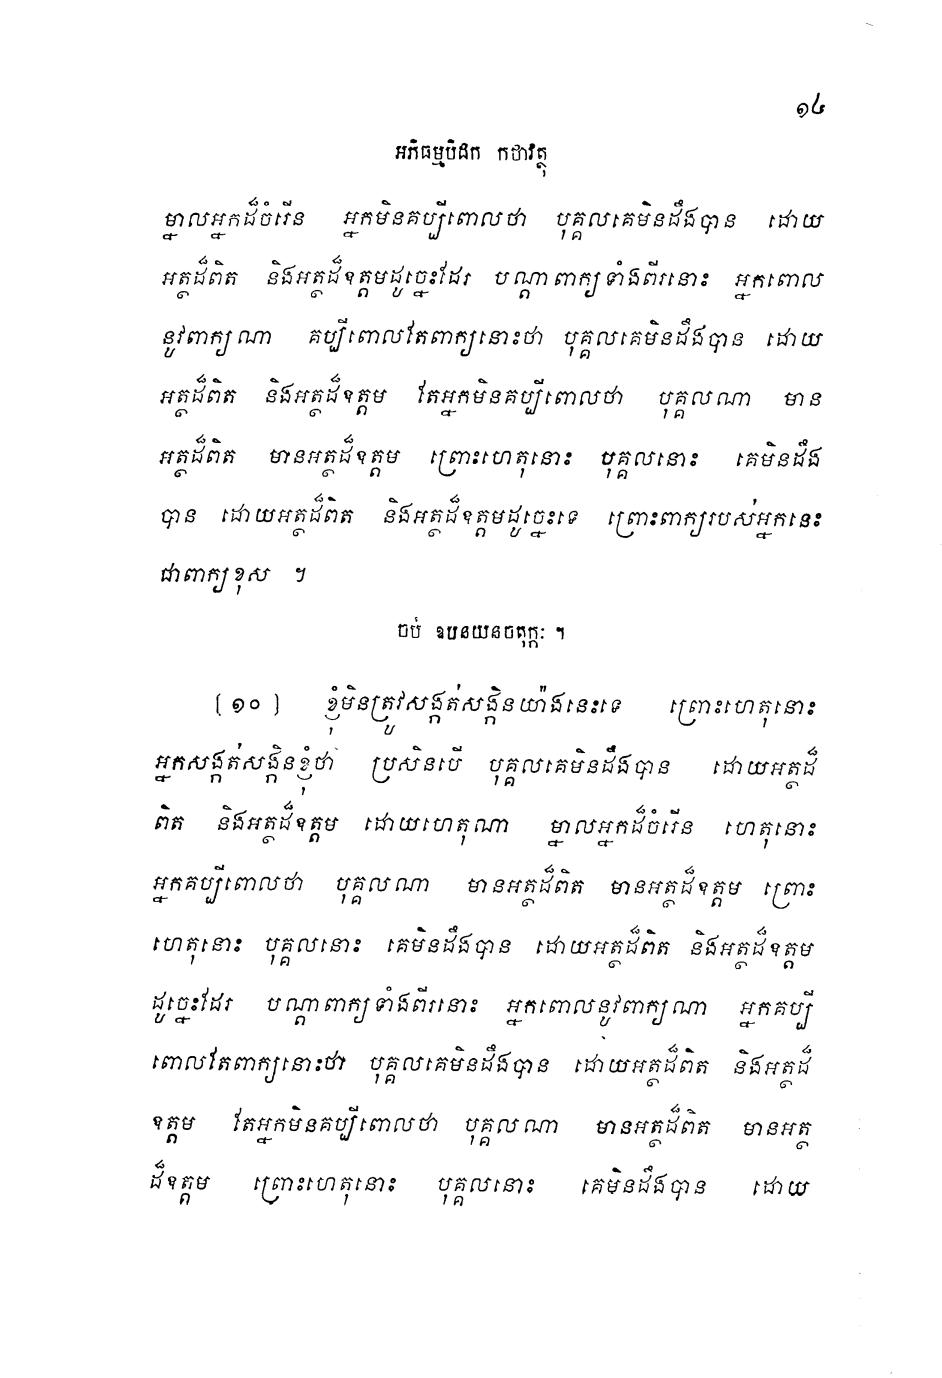 ១៤
អភិធម្មបិដក កថាវត្ថុ
ម្នាលអ្នកដ៏ចំរើន អ្នកមិនគប្បីពោលថា បុគ្គលគេមិនដឹងបាន ដោយ
អត្ថដ៏ពិត និងអត្ថដ៏ឧត្តមដូច្នេះដែរ បណ្តាពាក្យទាំងពីរនោះ អ្នកពោល
នូវពាក្យណា គប្បីពោលតែពាក្យនោះថា បុគ្គលគេមិនដឹងបាន ដោយ
អត្ថដ៏ពិត និងអត្ថដ៏ឧត្តម តែអ្នកមិនគប្បីពោលថា បុគ្គលណា មាន
អត្ថដ៏ពិត មានអត្ថដ៏ឧត្តម ព្រោះហេតុនោះ បុគ្គលនោះ គេមិនដឹង
បាន ដោយអត្ថដ៏ពិត និងអត្ថដ៏ឧត្តមដូច្នេះទេ ព្រោះពាក្យរបស់អ្នកនេះ
ជាពាក្យខុស ។
ចប់ ឧបនយនចតុក្កៈ ។
[១០] ខ្ញុំមិនត្រូវសង្កត់សង្កិនយ៉ាងនេះទេ ព្រោះហេតុនោះ
អ្នកសង្កត់សង្កិនខ្ញុំថា ប្រសិនបើ បុគ្គលគេមិនដឹងបាន ដោយអត្ថដ៏
ពិត និងអត្ថដ៏ឧត្តម ដោយហេតុណា ម្នាលអ្នកដ៏ចំរើន ហេតុនោះ
អ្នកគប្បីពោលថា បុគ្គលណា មានអត្ថដ៏ពិត មានអត្ថដ៏ឧត្តម ព្រោះ
ហេតុនោះ បុគ្គលនោះ គេមិនដឹងបាន ដោយអត្ថដ៏ពិត និងអត្ថដ៏ឧត្តម
ដូច្នេះដែរ បណ្តាពាក្យទាំងពីរនោះ អ្នកពោលនូវពាក្យណា អ្នកគប្បី
ពោលតែពាក្យនោះថា បុគ្គលគេមិនដឹងបាន ដោយអត្ថដ៏ពិត និងអត្ថដ៏
ឧត្តម តែអ្នកមិនគប្បីពោលថា បុគ្គលណា មានអត្ថដ៏ពិត មានអត្ថ
ដ៏ឧត្តម ព្រោះហេតុនោះ បុគ្គលនោះ គេមិនដឹងបាន ដោយ